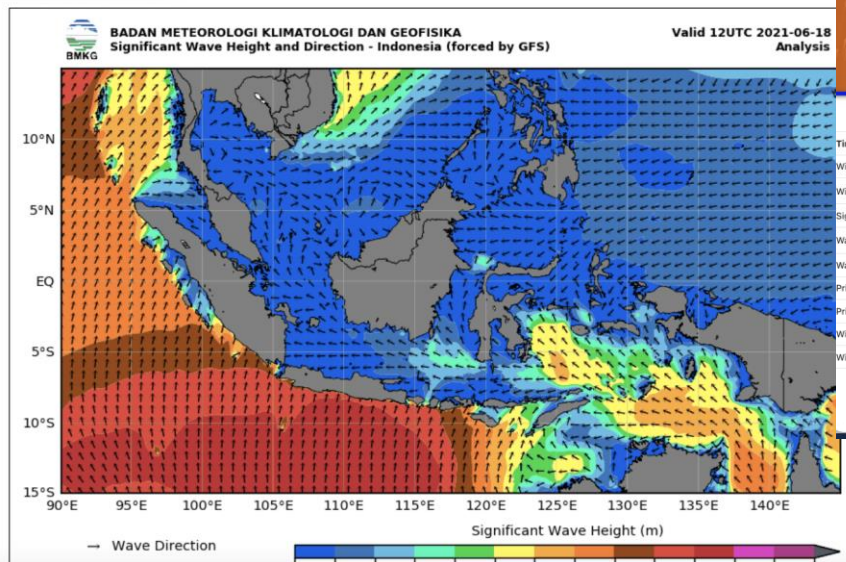 BADAN METEOROLOGI KLIMATOLOGI DAN GEOFISIKA
Significant Wave Height and Direction - Indonesia (forced by GFS)
Valid 12UTC 2021-06-18
Analysis
BMKG
10°N
5°N
EQ
5°S
10°S
15°S
90°E 95°E 100°E 105°E 110°E 115°E 120°E 125°E 130°E 135°E 140°E
Wave Direction
Significant Wave Height (m)